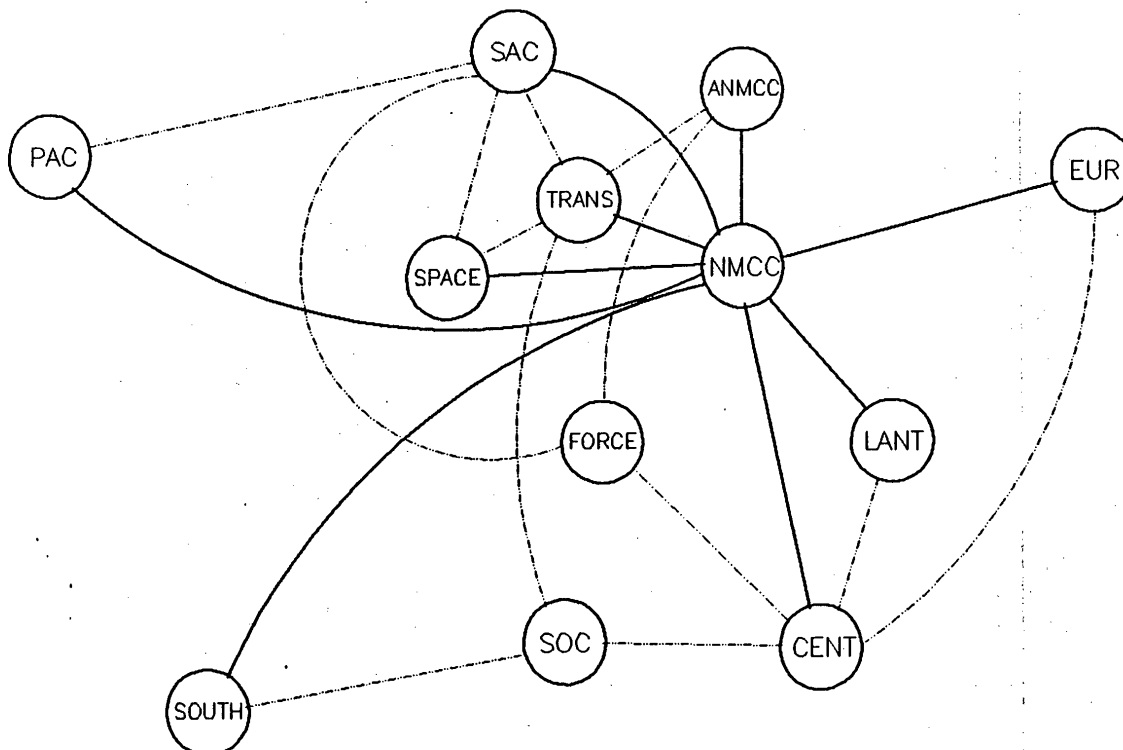 SAC
ANMCC
PAC
EUR
TRANS
NMCC
SPACE
FORCE
LANT
SOC
CENT
SOUTH